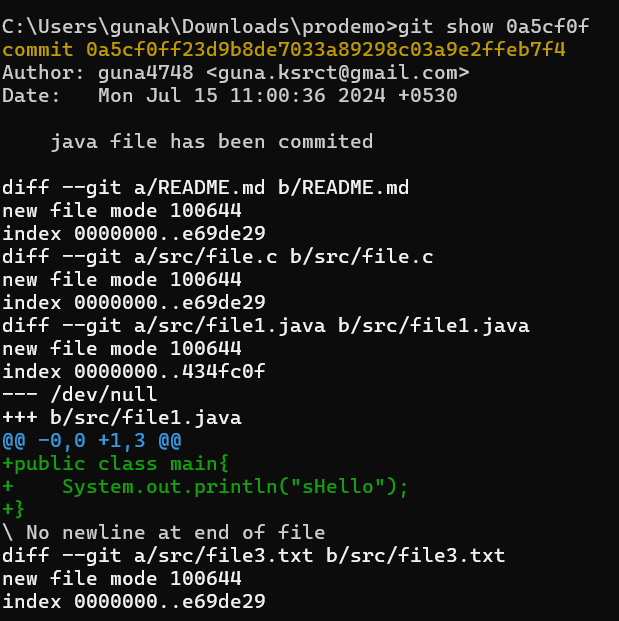 C:\Users\gunak\Downloads\prodemo>git show 0a5cf0f
commit 0a5cf0ff23d9b8de7033a89298c03a9e2ffeb7f4
Author: guna4748 <guna.ksrct@gmail.com>
Date:   Mon Jul 15 11:00:36 2024 +0530

    java file has been commited

diff --git a/README.md b/README.md
new file mode 100644
index 0000000..e69de29
diff --git a/src/file.c b/src/file.c
new file mode 100644
index 0000000..e69de29
diff --git a/src/file1.java b/src/file1.java
new file mode 100644
index 0000000..434fc0f
--- /dev/null
+++ b/src/file1.java
@@ -0,0 +1,3 @@
+public class main{
+    System.out.println("sHello");
+}
\ No newline at end of file
diff --git a/src/file3.txt b/src/file3.txt
new file mode 100644
index 0000000..e69de29